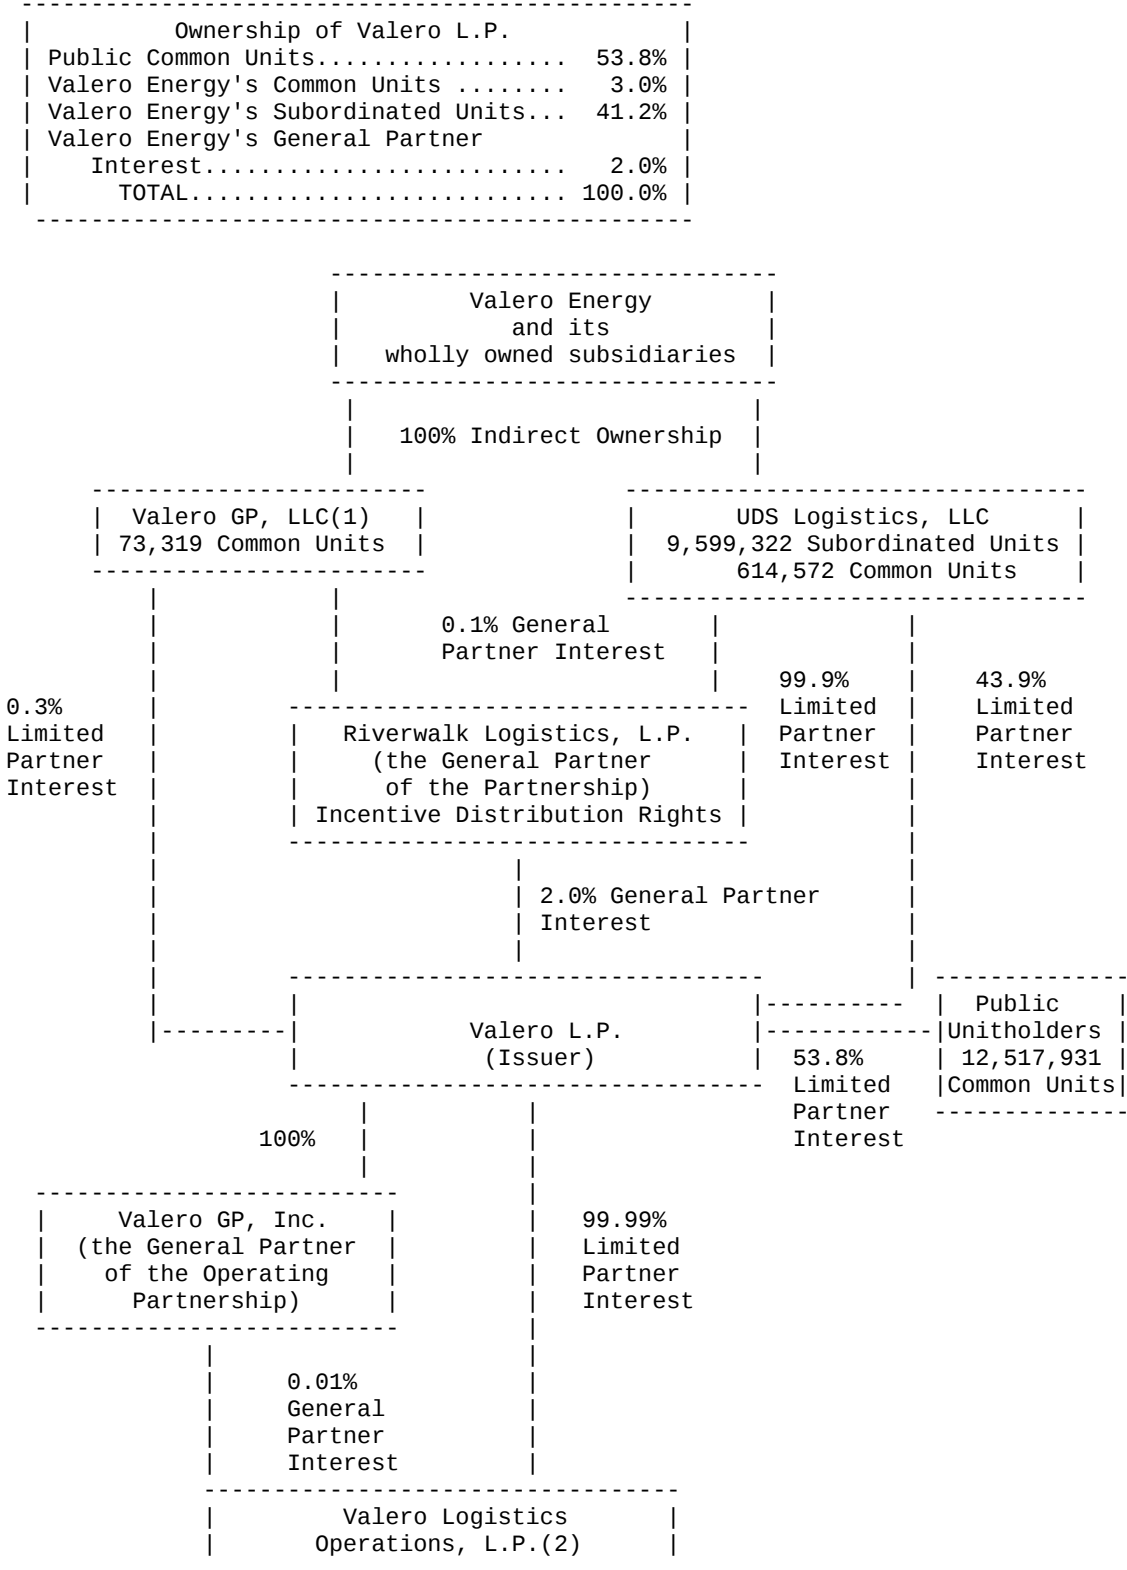 Ownership of Valero L.P.
Public Common Units.................. 53.8%
Valero Energy's Common Units ........ 3.0%
Valero Energy's Subordinated Units... 41.2%
Valero Energy's General Partner
Interest.......................... 2.0%
TOTAL........................... 100.0%
Valero Energy
and its
wholly owned subsidiaries
100% Indirect Ownership
Valero GP, LLC(1)
73,319 Common Units
UDS Logistics, LLC
9,599,322 Subordinated Units
614,572 Common Units
0.1% General
Partner Interest
0.3%
Limited
Partner
Interest
99.9%
Limited
Partner
Interest
43.9%
Limited
Partner
Interest
Riverwalk Logistics, L.P.
(the General Partner
of the Partnership)
Incentive Distribution Rights
2.0% General Partner
Interest
Valero L.P.
(Issuer)
53.8%
Limited
Partner
Interest
Public
Unitholders
12,517,931
Common Units
100%
Valero GP, Inc.
(the General Partner
of the Operating
Partnership)
99.99%
Limited
Partner
Interest
0.01%
General
Partner
Interest
Valero Logistics
Operations, L.P.(2)